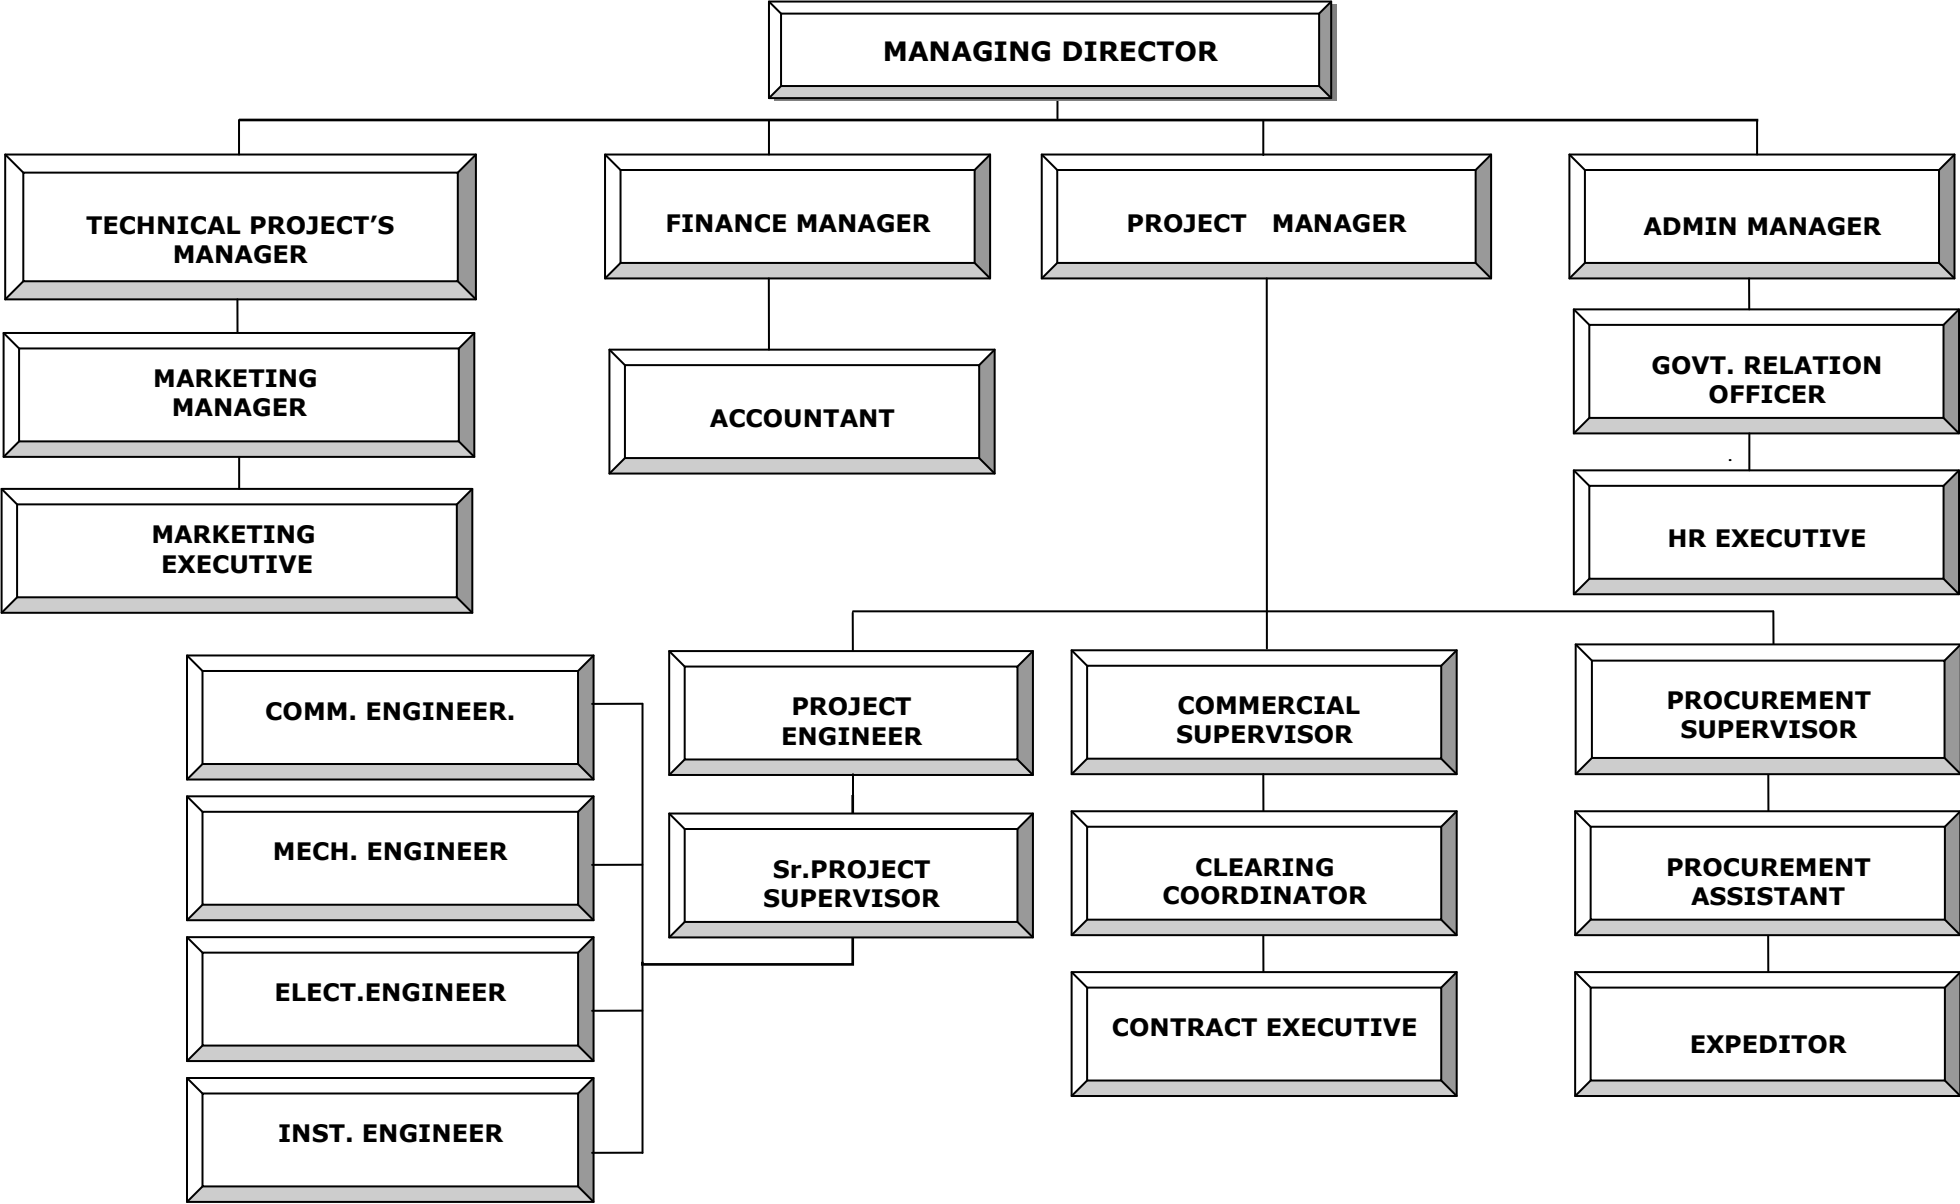 MANAGING DIRECTOR
TECHNICAL PROJECT’S
MANAGER
FINANCE MANAGER
PROJECT MANAGER
ADMIN MANAGER
MARKETING
MANAGER
ACCOUNTANT
GOVT. RELATION
OFFICER
.
MARKETING
EXECUTIVE
HR EXECUTIVE
COMM. ENGINEER.
PROJECT
ENGINEER
COMMERCIAL
SUPERVISOR
PROCUREMENT
SUPERVISOR
MECH. ENGINEER
Sr.PROJECT
SUPERVISOR
CLEARING
COORDINATOR
PROCUREMENT
ASSISTANT
ELECT.ENGINEER
CONTRACT EXECUTIVE
EXPEDITOR
INST. ENGINEER